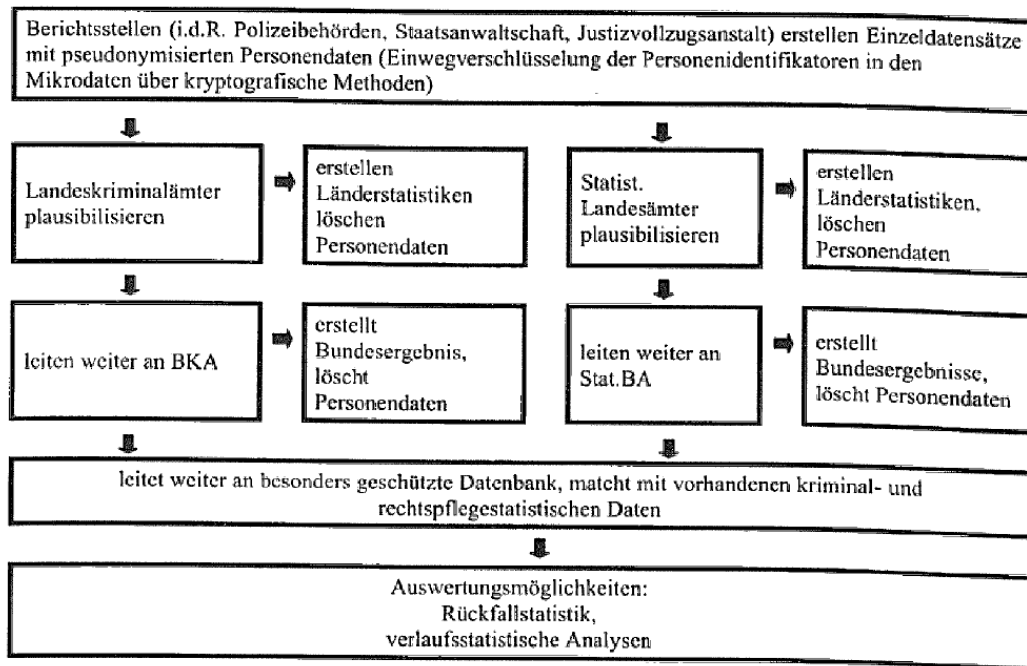 Berichtsstellen (i.d.R. Polizeibehörden, Staatsanwaltschaft, Justizvollzugsanstalt) erstellen Einzeldatensätze
mit pseudonymisierten Personendaten (Einwegverschlüsselung der Personenidentifikatoren in den
Mikrodaten über kryptografische Methoden)
Landeskriminalämter
plausibilisieren
erstellen
Länderstatistiken
löschen
Personendaten
Statist.
Landesämter
plausibilisieren
erstellen
Länderstatistiken,
löschen
Personendaten
leiten weiter an BKA
erstellt
Bundesergebnis,
löscht
Personendaten
leiten weiter an
Stat.BA
erstellt
Bundesergebnisse,
löscht Personendaten
leitet weiter an besonders geschützte Datenbank, matcht mit vorhandenen kriminal- und
rechtspflegestatistischen Daten
Auswertungsmöglichkeiten:
Rückfallstatistik,
verlaufsstatistische Analysen